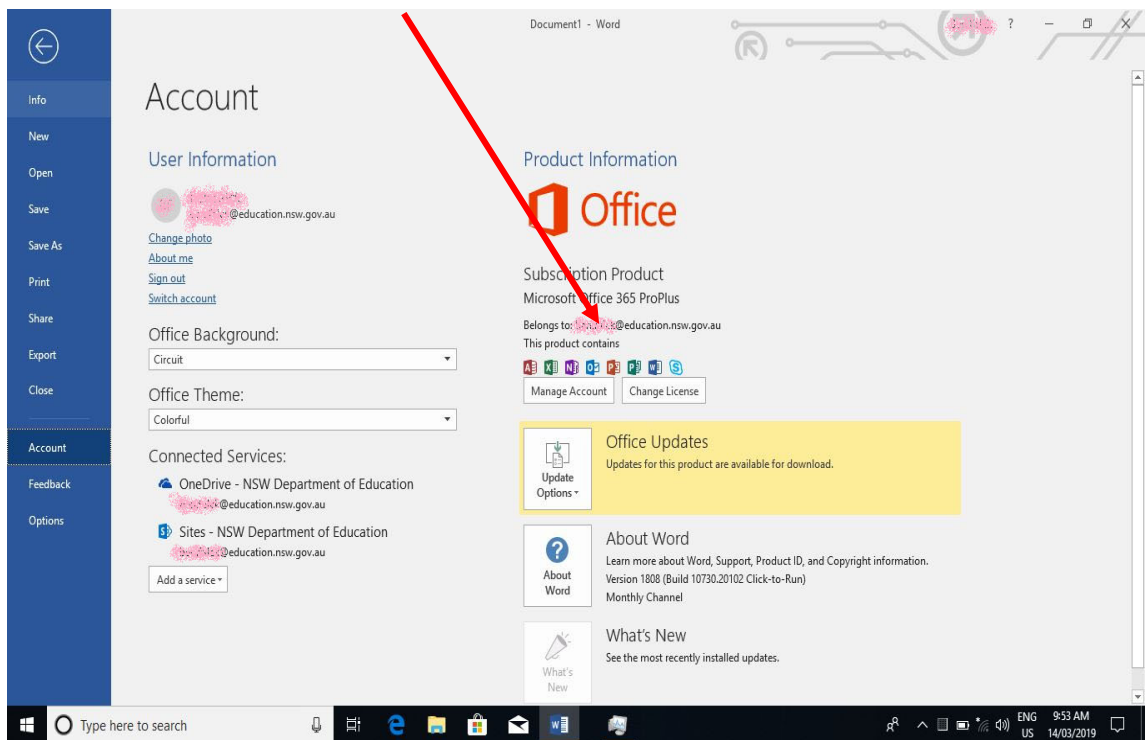 Document1 - Word
?
Info
New
Open
Save
Save As
Print
Share
Export
Close
Account
Feedback
Options
Account
User Information
@education.nsw.gov.au
Change photo
About me
Sign out
Switch account
Office Background:
Circuit
Office Theme:
Colorful
Connected Services:
OneDrive - NSW Department of Education
@education.nsw.gov.au
Sites - NSW Department of Education
@education.nsw.gov.au
Add a service
Product Information
Office
Subscription Product
Microsoft Office 365 ProPlus
Belongs to: @education.nsw.gov.au
This product contains
Manage Account
Change License
Update Options
Office Updates
Updates for this product are available for download.
About Word
About Word
Learn more about Word, Support, Product ID, and Copyright information.
Version 1808 (Build 10730.20102 Click-to-Run)
Monthly Channel
What's New
What's New
See the most recently installed updates.
Type here to search
ENG
US
9:53 AM
14/03/2019